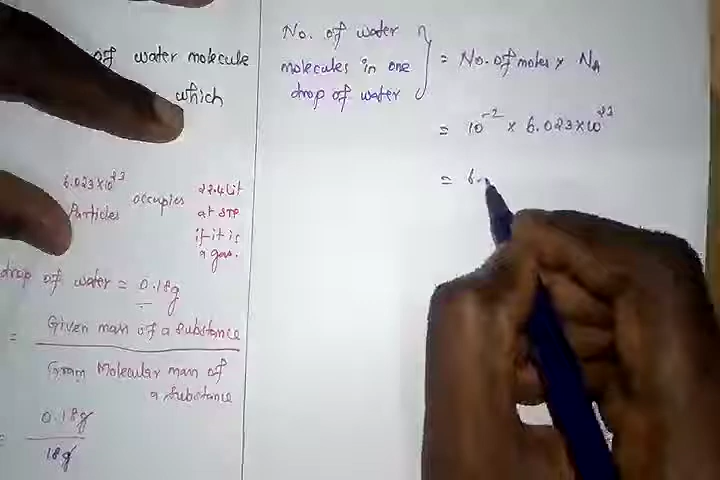 of water molecule
which
6.023×10²³
Particles
occupies
22.4 lit
at STP
if it is
a gas.
drop of water = 0.18g
= Given mass of a substance
Gram Molecular mass of
a substance
= 0.18g
18g
No. of water
molecules in one
drop of water
= No. of moles × NA
= 10⁻² × 6.023×10²³
= 6.